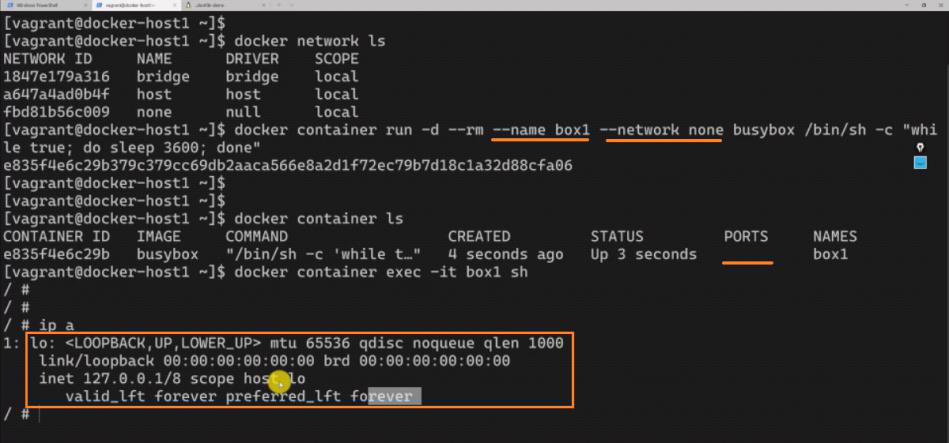 Windows PowerShell
vagrant@docker-host1:~
[vagrant@docker-host1 ~]$
[vagrant@docker-host1 ~]$ docker network ls
NETWORK ID     NAME      DRIVER    SCOPE
1847e179a316   bridge    bridge    local
a647a4ad0b4f   host      host      local
fbd81b56c009   none      null      local
[vagrant@docker-host1 ~]$ docker container run -d --rm --name box1 --network none busybox /bin/sh -c "whi
le true; do sleep 3600; done"
e835f4e6c29b379c379cc69db2aaca566e8a2d1f72ec79b7d18c1a32d88cfa06
[vagrant@docker-host1 ~]$
[vagrant@docker-host1 ~]$
[vagrant@docker-host1 ~]$ docker container ls
CONTAINER ID   IMAGE     COMMAND                  CREATED         STATUS         PORTS     NAMES
e835f4e6c29b   busybox   "/bin/sh -c 'while t…"   4 seconds ago   Up 3 seconds             box1
[vagrant@docker-host1 ~]$ docker container exec -it box1 sh
/ #
/ #
/ # ip a
1: lo: <LOOPBACK,UP,LOWER_UP> mtu 65536 qdisc noqueue qlen 1000
    link/loopback 00:00:00:00:00:00 brd 00:00:00:00:00:00
    inet 127.0.0.1/8 scope host lo
       valid_lft forever preferred_lft forever
/ #